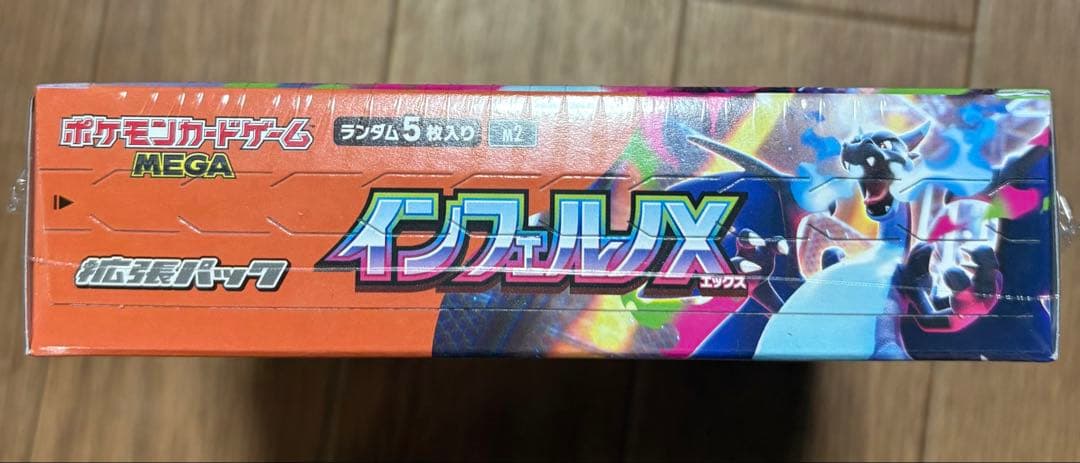 ポケモンカードゲーム
MEGA
ランダム5枚入り
M2
インフェルノX
エックス
拡張パック